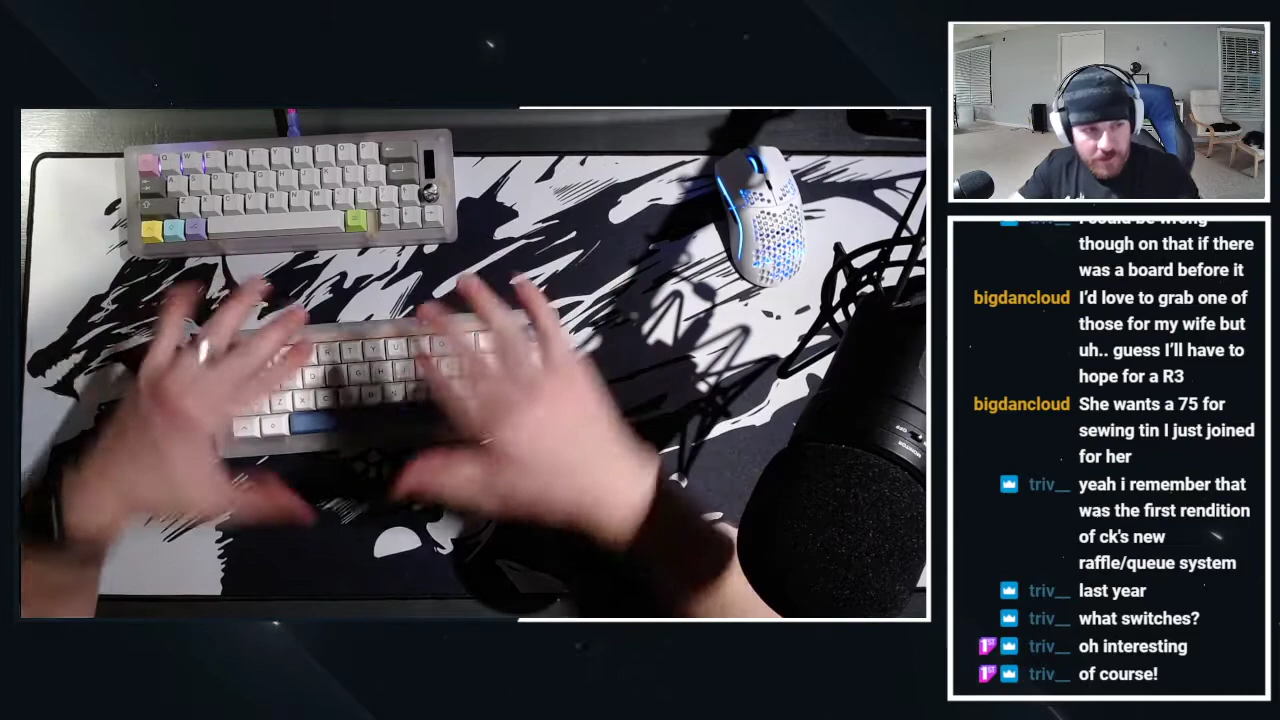 I could be wrong
though on that if there
was a board before it
bigdancloud I'd love to grab one of
those for my wife but
uh.. guess I'll have to
hope for a R3
bigdancloud She wants a 75 for
sewing tin I just joined
for her
triv__ yeah i remember that
was the first rendition
of ck's new
raffle/queue system
triv__ last year
triv__ what switches?
triv__ oh interesting
triv__ of course!